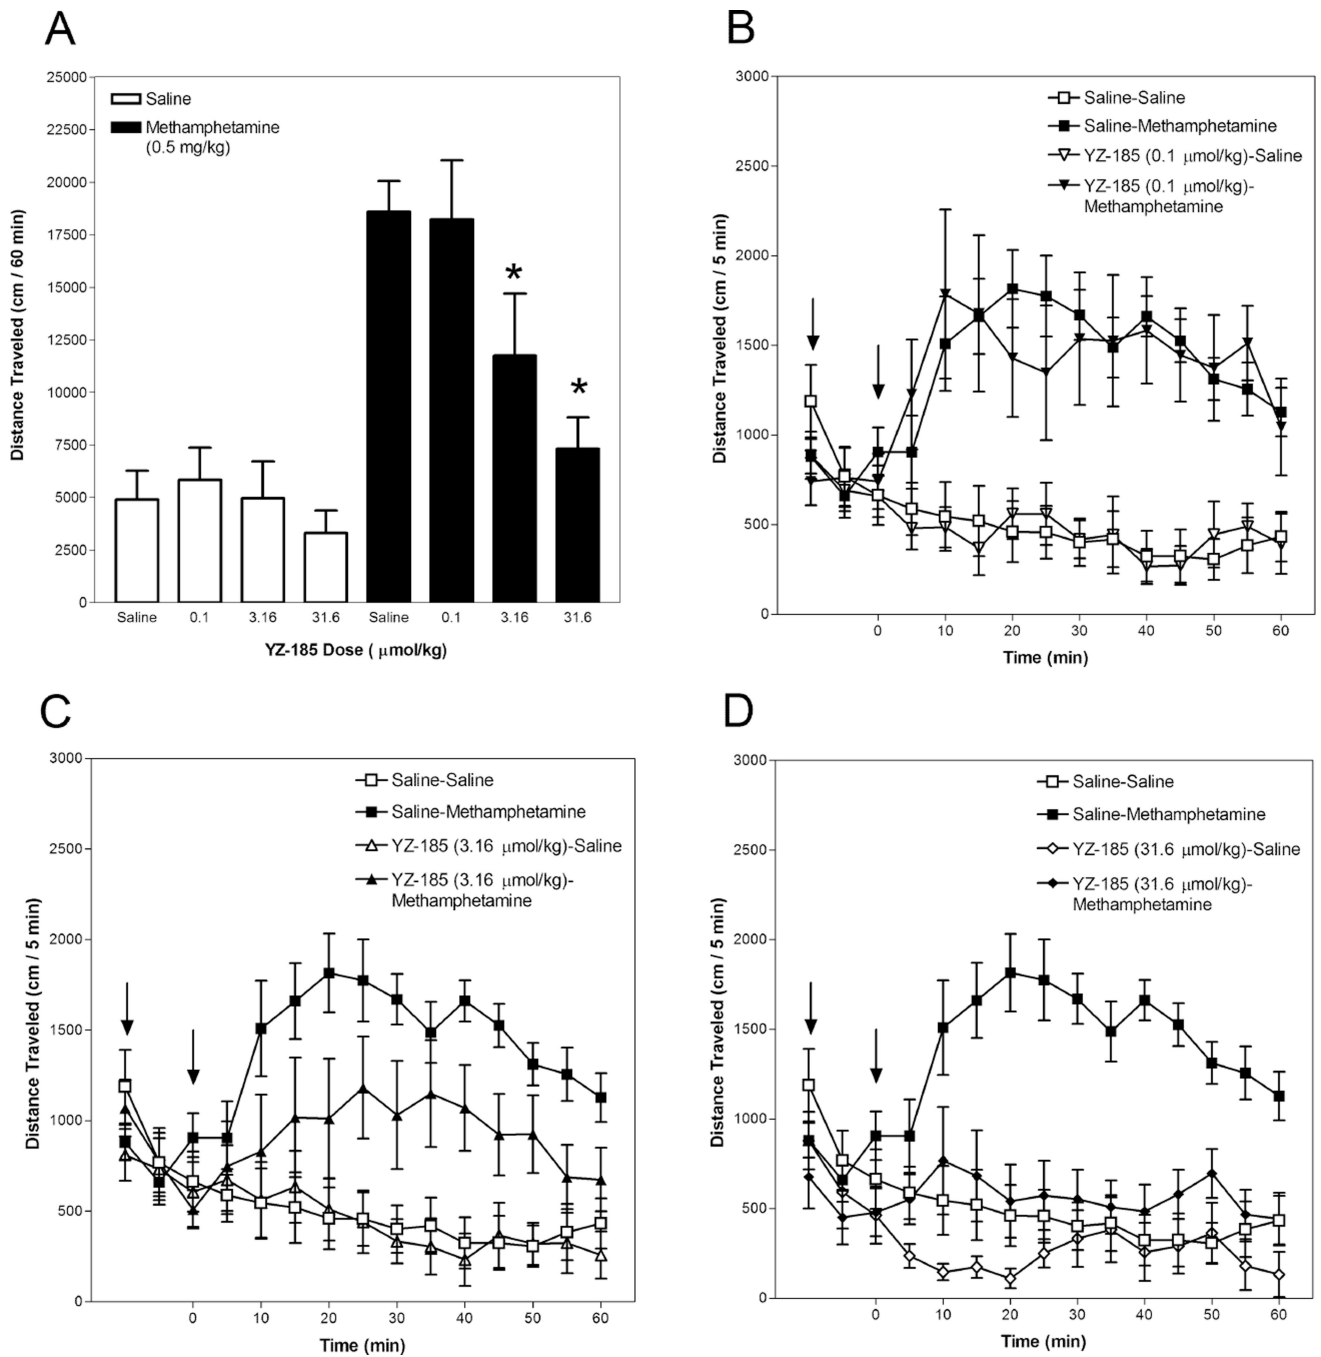 A
25000
22500
20000
17500
15000
12500
10000
7500
5000
2500
0
Distance Traveled (cm / 60 min)
Saline
Methamphetamine
(0.5 mg/kg)
*
*
Saline 0.1 3.16 31.6 Saline 0.1 3.16 31.6
YZ-185 Dose ( μmol/kg)
B
3000
2500
2000
1500
1000
500
0
Distance Traveled (cm / 5 min)
Saline-Saline
Saline-Methamphetamine
YZ-185 (0.1 μmol/kg)-Saline
YZ-185 (0.1 μmol/kg)-
Methamphetamine
0 10 20 30 40 50 60
Time (min)
C
3000
2500
2000
1500
1000
500
0
Distance Traveled (cm / 5 min)
Saline-Saline
Saline-Methamphetamine
YZ-185 (3.16 μmol/kg)-Saline
YZ-185 (3.16 μmol/kg)-
Methamphetamine
0 10 20 30 40 50 60
Time (min)
D
3000
2500
2000
1500
1000
500
0
Distance Traveled (cm / 5 min)
Saline-Saline
Saline-Methamphetamine
YZ-185 (31.6 μmol/kg)-Saline
YZ-185 (31.6 μmol/kg)-
Methamphetamine
0 10 20 30 40 50 60
Time (min)